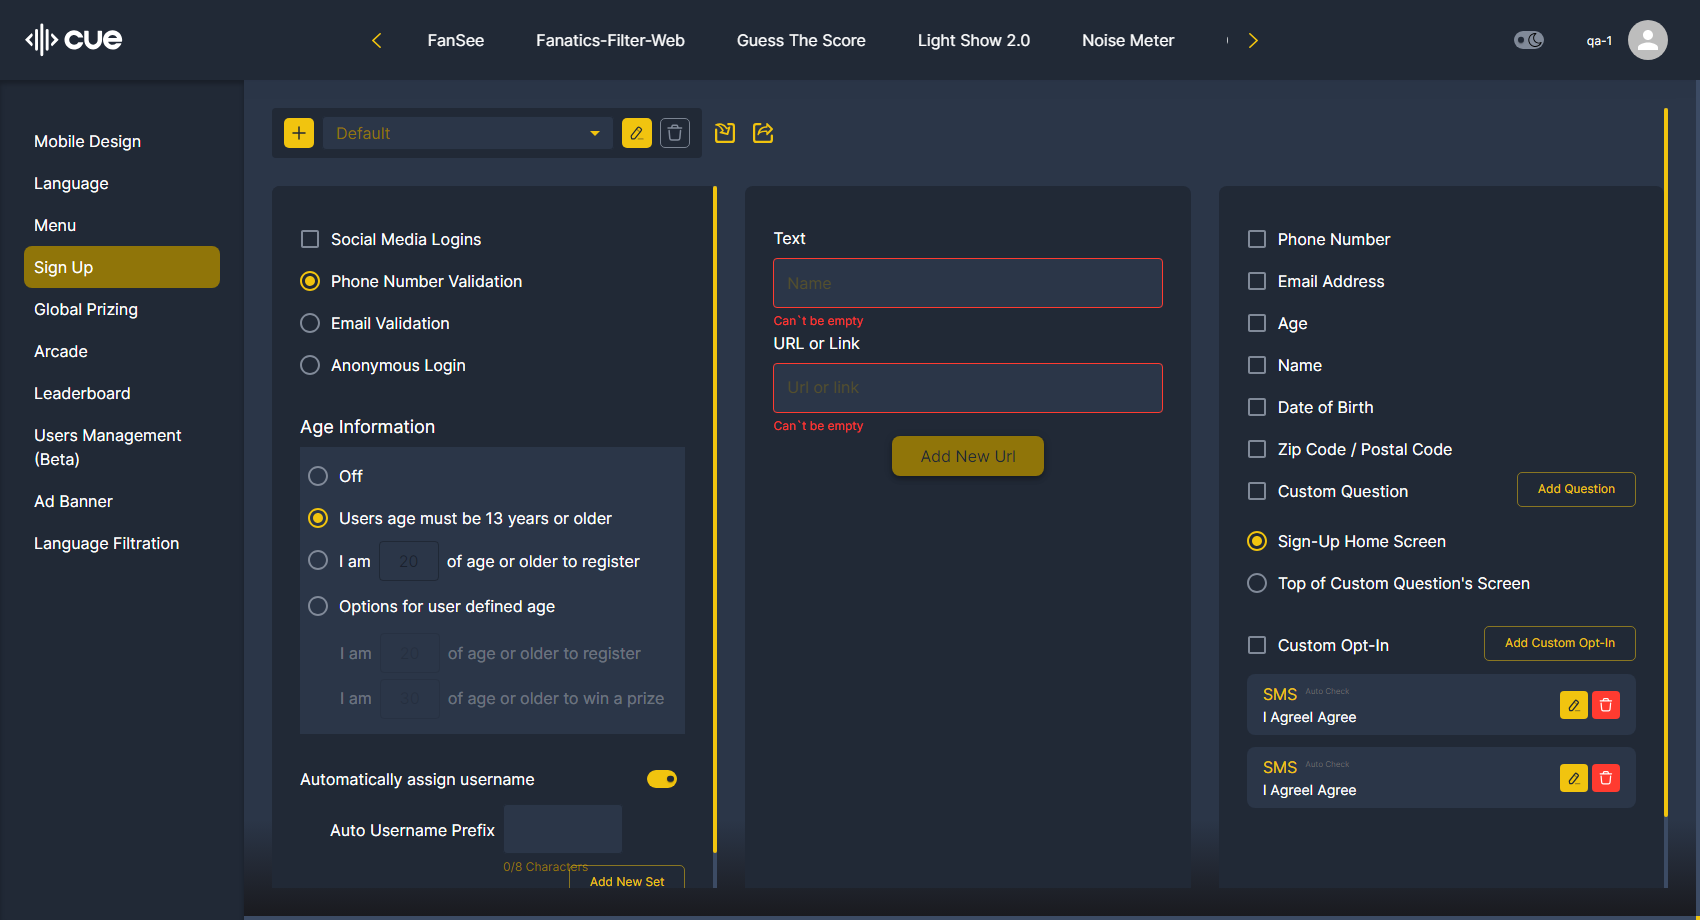 cue
FanSee
Fanatics-Filter-Web
Guess The Score
Light Show 2.0
Noise Meter
qa-1
Mobile Design
Language
Menu
Sign Up
Global Prizing
Arcade
Leaderboard
Users Management
(Beta)
Ad Banner
Language Filtration
Default
Social Media Logins
Phone Number Validation
Email Validation
Anonymous Login
Age Information
Off
Users age must be 13 years or older
I am 20 of age or older to register
Options for user defined age
I am 20 of age or older to register
I am 30 of age or older to win a prize
Automatically assign username
Auto Username Prefix
0/8 Characters
Add New Set
Text
Name
Can`t be empty
URL or Link
Url or link
Can`t be empty
Add New Url
Phone Number
Email Address
Age
Name
Date of Birth
Zip Code / Postal Code
Custom Question
Add Question
Sign-Up Home Screen
Top of Custom Question's Screen
Custom Opt-In
Add Custom Opt-In
SMS Auto Check
I AgreeI Agree
SMS Auto Check
I AgreeI Agree